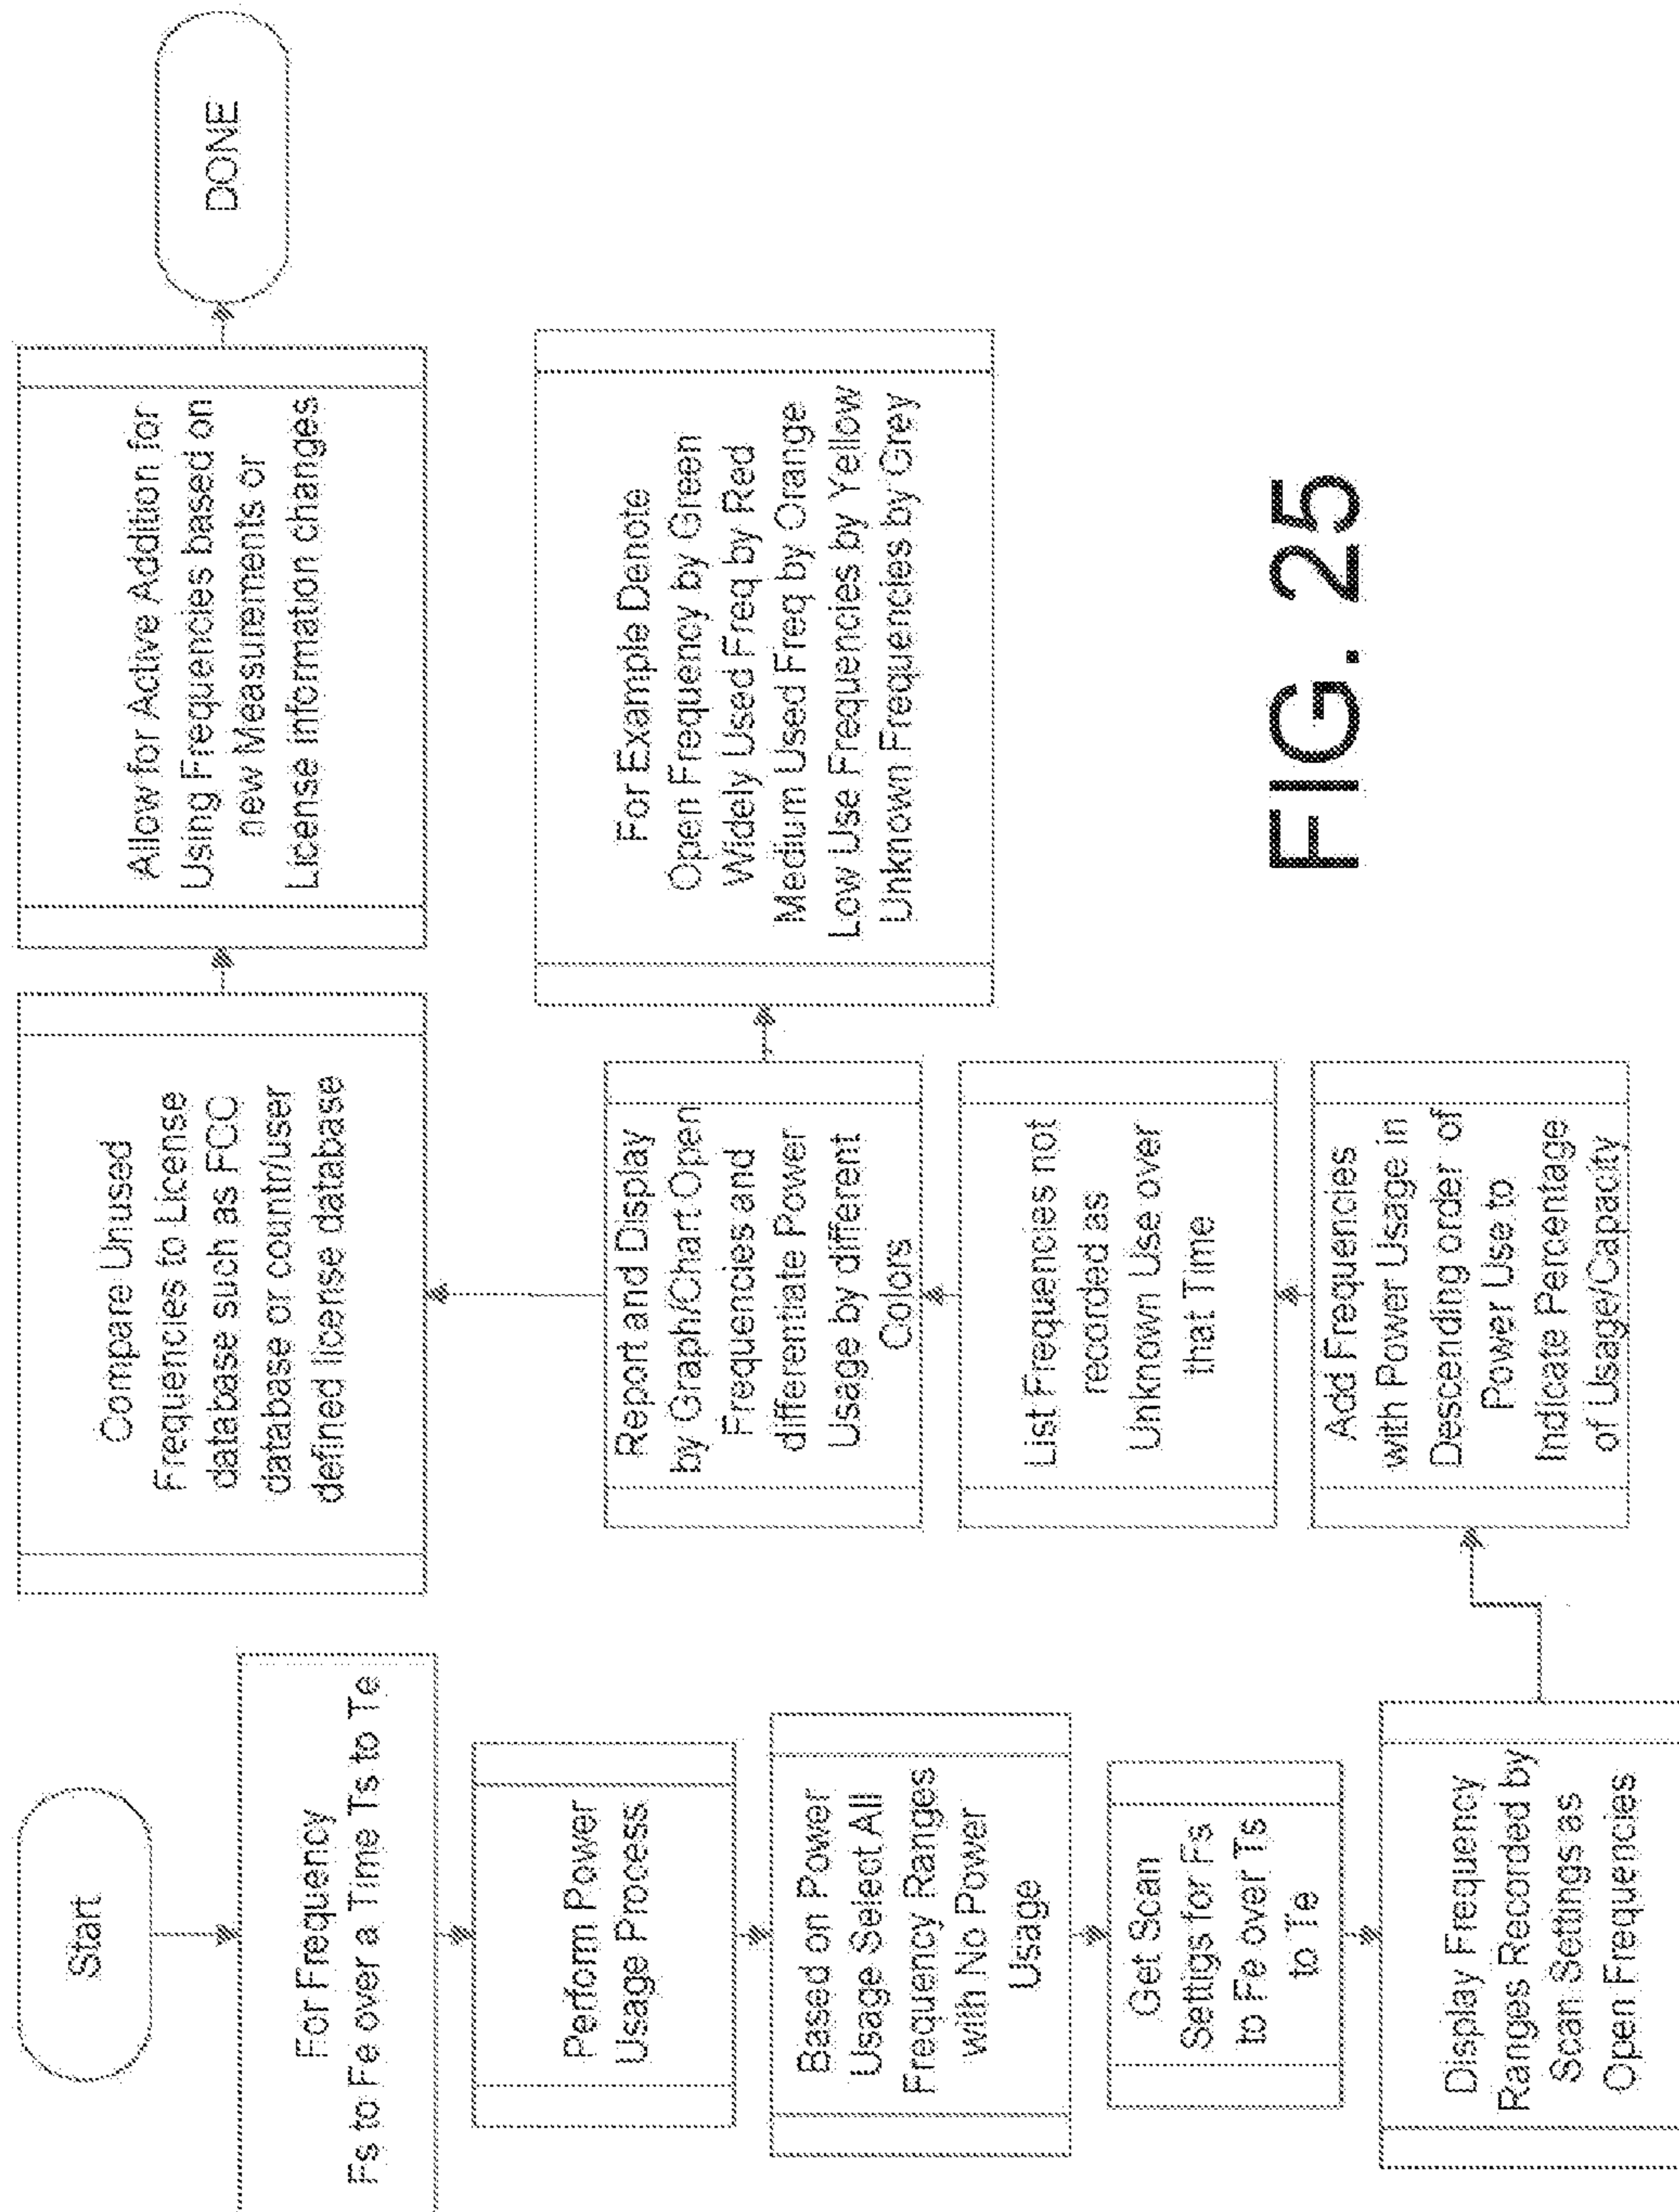 Start
For Frequency
Fs to Fe over a Time Ts to Te
Perform Power
Usage Process
Based on Power
Usage Select All
Frequency Ranges
with No Power
Usage
Get Scan
Settigs for Fs
to Fe over Ts
to Te
Display Frequency
Ranges Recorded by
Scan Settings as
Open Frequencies
Add Frequencies
with Power Usage in
Descending order of
Power Use to
Indicate Percentage
of Usage/Capacity
List Frequencies not
recorded as
Unknown Use over
that Time
Report and Display
by Graph/Chart Open
Frequencies and
differentiate Power
Usage by different
Colors
For Example Denote
Open Frequency by Green
Widely Used Freq by Red
Medium Used Freq by Orange
Low Use Frequencies by Yellow
Unknown Frequencies by Grey
Compare Unused
Frequencies to License
database such as FCC
database or countr/user
defined license database
Allow for Active Addition for
Using Frequencies based on
new Measurements or
License information changes
DONE
FIG. 25